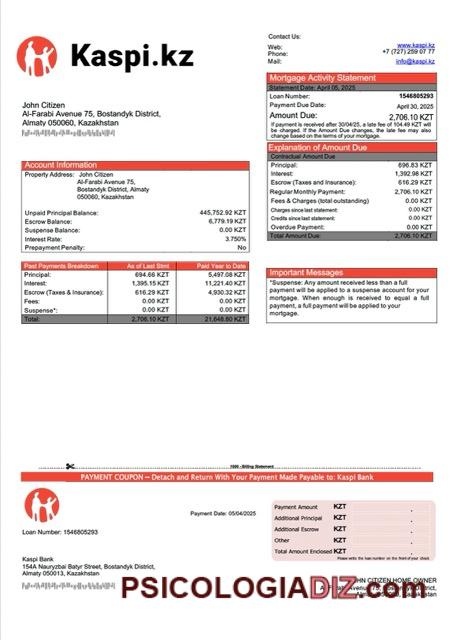 Kaspi.kz
Contact Us:
Web: www.kaspi.kz
Phone: +7 (727) 259 07 77
Mail: info@kaspi.kz
John Citizen
Al-Farabi Avenue 75, Bostandyk District,
Almaty 050060, Kazakhstan
Mortgage Activity Statement
Statement Date: April 05, 2025
Loan Number: 1546805293
Payment Due Date: April 30, 2025
Amount Due: 2,706.10 KZT
If payment is received after 30/04/25, a late fee of 104.49 KZT will
be charged. If the Amount Due changes, the late fee may also
change based on the terms of your mortgage.
Explanation of Amount Due
Contractual Amount Due
Principal: 696.83 KZT
Interest: 1,392.98 KZT
Escrow (Taxes and Insurance): 616.29 KZT
Regular Monthly Payment: 2,706.10 KZT
Fees & Charges (total outstanding) 0.00 KZT
Charges since last statement: 0.00 KZT
Credits since last statement: 0.00 KZT
Overdue Payment: 0.00 KZT
Total Amount Due: 2,706.10 KZT
Account Information
Property Address: John Citizen
Al-Farabi Avenue 75,
Bostandyk District, Almaty
050060, Kazakhstan
Unpaid Principal Balance: 445,752.92 KZT
Escrow Balance: 6,779.19 KZT
Suspense Balance: 0.00 KZT
Interest Rate: 3.750%
Prepayment Penalty: No
Past Payments Breakdown As of Last Stmt Paid Year to Date
Principal: 694.66 KZT 5,497.08 KZT
Interest: 1,395.15 KZT 11,221.40 KZT
Escrow (Taxes & Insurance): 616.29 KZT 4,930.32 KZT
Fees: 0.00 KZT 0.00 KZT
Suspense*: 0.00 KZT 0.00 KZT
Total: 2,706.10 KZT 21,648.80 KZT
Important Messages
*Suspense: Any amount received less than a full
payment will be applied to a suspense account for your
mortgage. When enough is received to equal a full
payment, a full payment will be applied to your
mortgage.
1000 - Billing Statement
PAYMENT COUPON – Detach and Return With Your Payment Made Payable to: Kaspi Bank
Payment Date: 05/04/2025
Loan Number: 1546805293
Payment Amount KZT .
Additional Principal KZT .
Additional Escrow KZT .
Other KZT .
Total Amount Enclosed KZT .
Please write the loan number on the front of your check.
Kaspi Bank
154A Nauryzbai Batyr Street, Bostandyk District,
Almaty 050013, Kazakhstan
JOHN CITIZEN HOME OWNER
PSICOLOGIADIZ.com